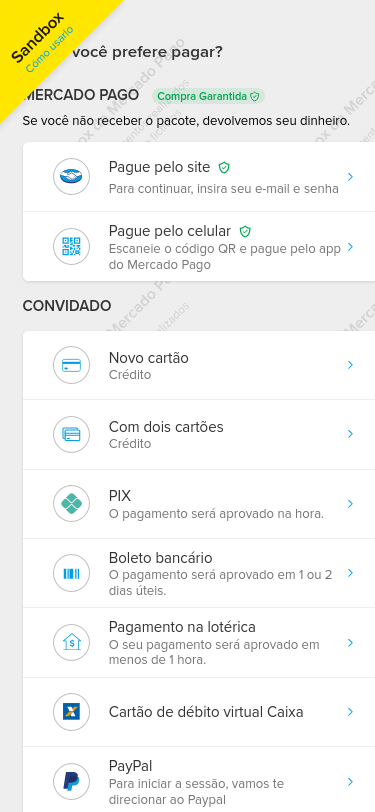 Sandbox
Cómo usarlo
você prefere pagar?
MERCADO PAGO
Compra Garantida
Se você não receber o pacote, devolvemos seu dinheiro.
Pague pelo site
Para continuar, insira seu e-mail e senha
Pague pelo celular
Escaneie o código QR e pague pelo app
do Mercado Pago
CONVIDADO
Novo cartão
Crédito
Com dois cartões
Crédito
PIX
O pagamento será aprovado na hora.
Boleto bancário
O pagamento será aprovado em 1 ou 2
dias úteis.
Pagamento na lotérica
O seu pagamento será aprovado em
menos de 1 hora.
Cartão de débito virtual Caixa
PayPal
Para iniciar a sessão, vamos te
direcionar ao Paypal